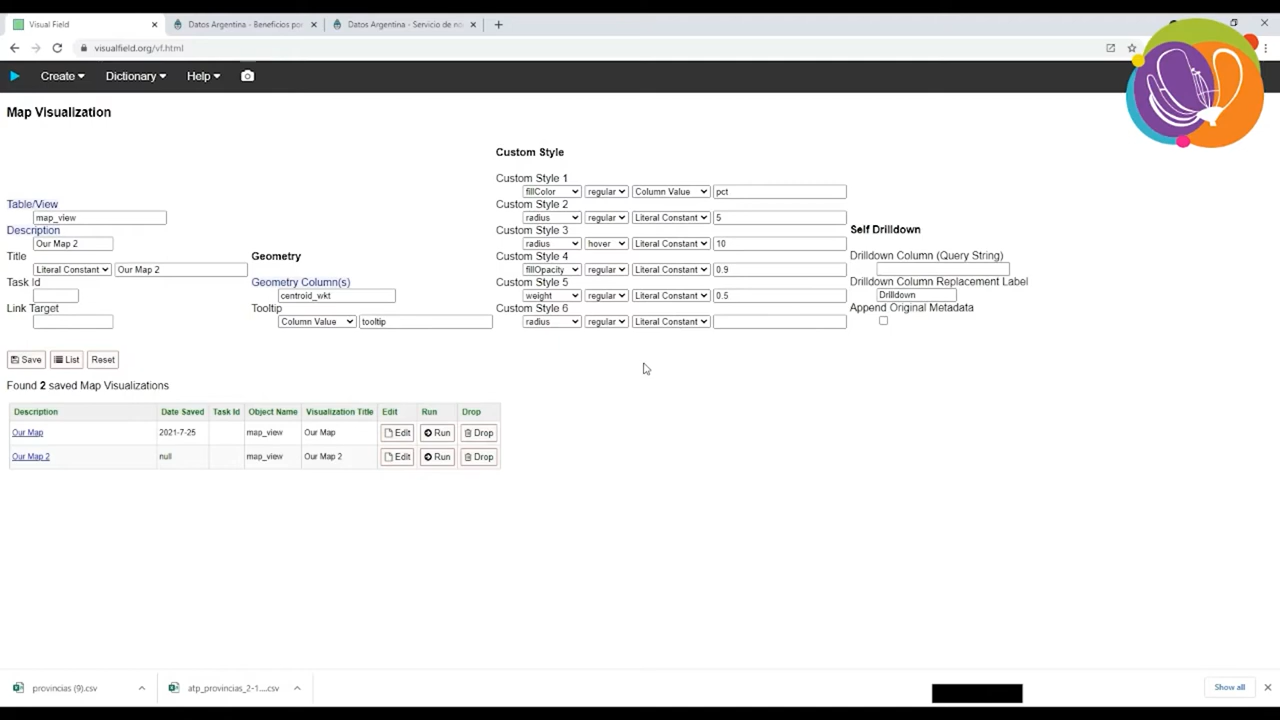 Visual Field
Datos Argentina - Beneficios por
Datos Argentina - Servicio de no
visualfield.org/vf.html
Create
Dictionary
Help
Map Visualization
Table/View
map_view
Description
Our Map 2
Title
Literal Constant
Our Map 2
Task Id
Link Target
Geometry
Geometry Column(s)
centroid_wkt
Tooltip
Column Value
tooltip
Custom Style
Custom Style 1
fillColor regular Column Value pct
Custom Style 2
radius regular Literal Constant 5
Custom Style 3
radius hover Literal Constant 10
Custom Style 4
fillOpacity regular Literal Constant 0.9
Custom Style 5
weight regular Literal Constant 0.5
Custom Style 6
radius regular Literal Constant
Self Drilldown
Drilldown Column (Query String)
Drilldown Column Replacement Label
Drilldown
Append Original Metadata
Save
List
Reset
Found 2 saved Map Visualizations
Description Date Saved Task Id Object Name Visualization Title Edit Run Drop
Our Map 2021-7-25 map_view Our Map Edit Run Drop
Our Map 2 null map_view Our Map 2 Edit Run Drop
provincias (9).csv
atp_provincias_2-1....csv
Show all